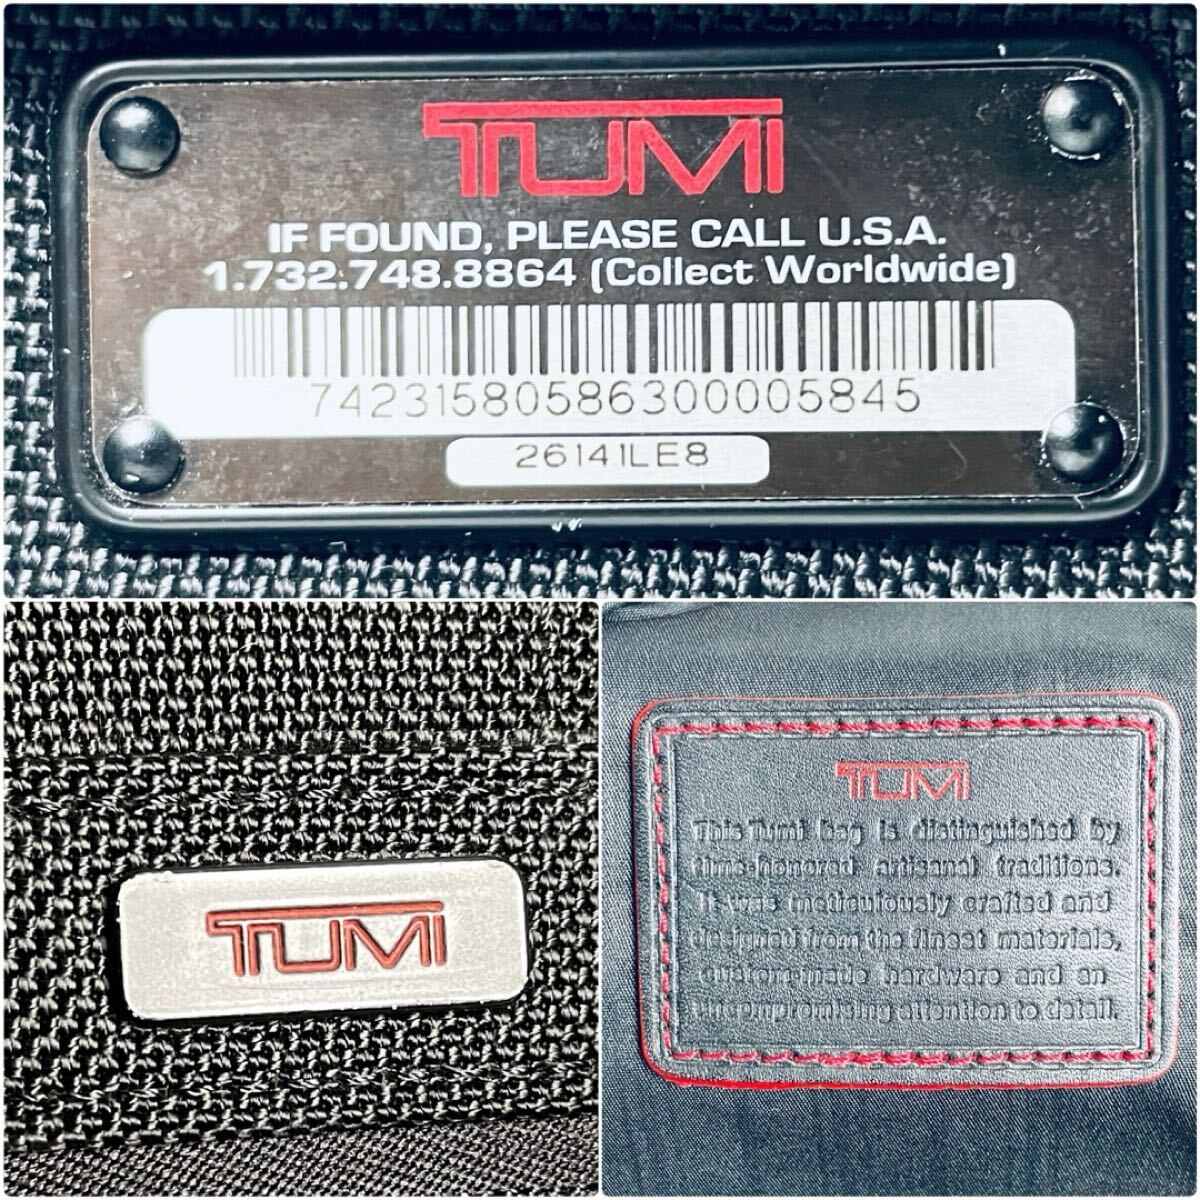 TUMI
IF FOUND, PLEASE CALL U.S.A.
1.732.748.8864 (Collect Worldwide)
74231580586300005845
26141LE8
TUMI
TUMI
This Tumi bag is distinguished by
time-honored artisanal traditions.
It was meticulously crafted and
designed from the finest materials,
custom-made hardware and an
uncompromising attention to detail.